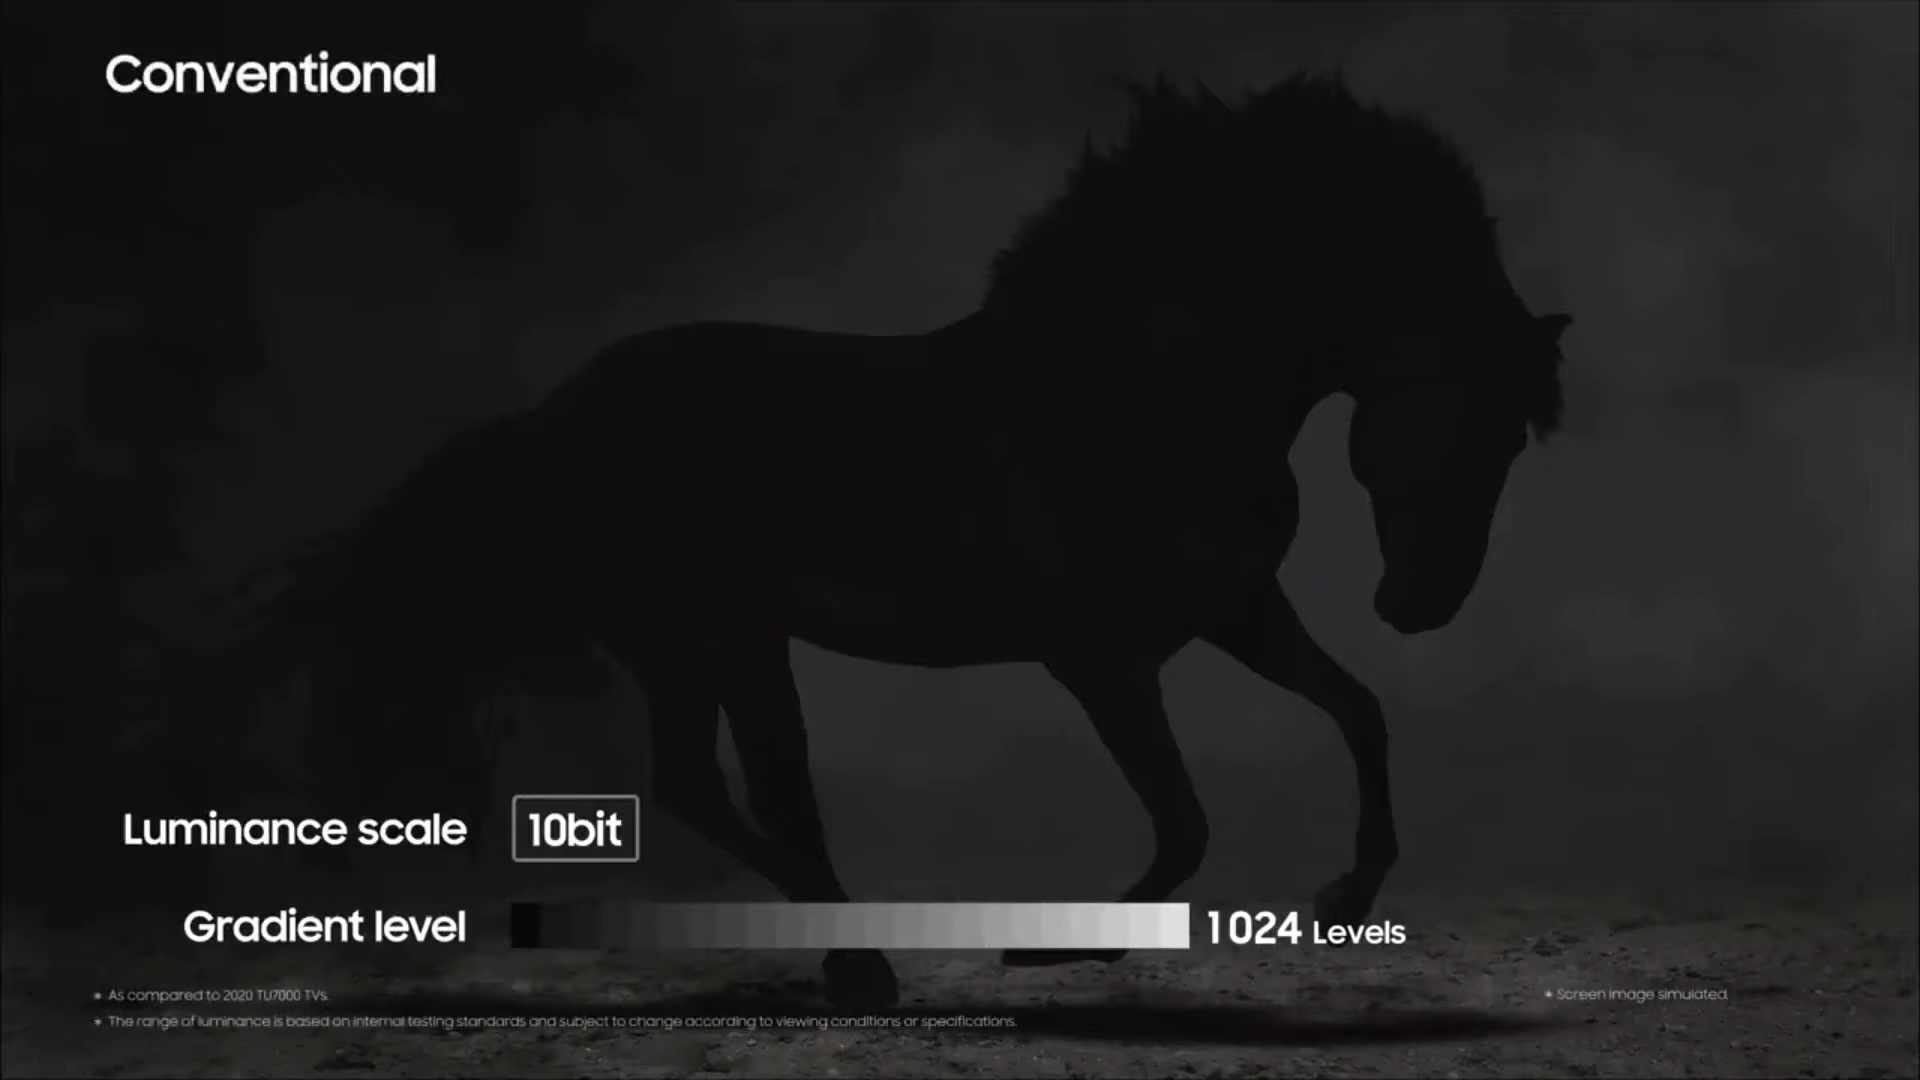 Conventional
Luminance scale 10bit
Gradient level 1024 Levels
* As compared to 2020 TU7000 TVs.
* Screen image simulated.
* The range of luminance is based on internal testing standards and subject to change according to viewing conditions or specifications.